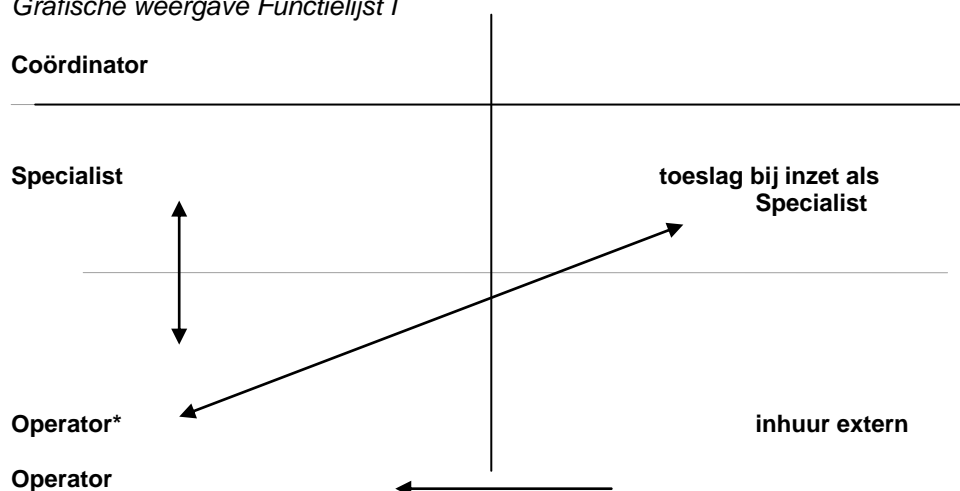 Grafische weergave Functielijst I
Coördinator
Specialist
toeslag bij inzet als
Specialist
Operator*
inhuur extern
Operator